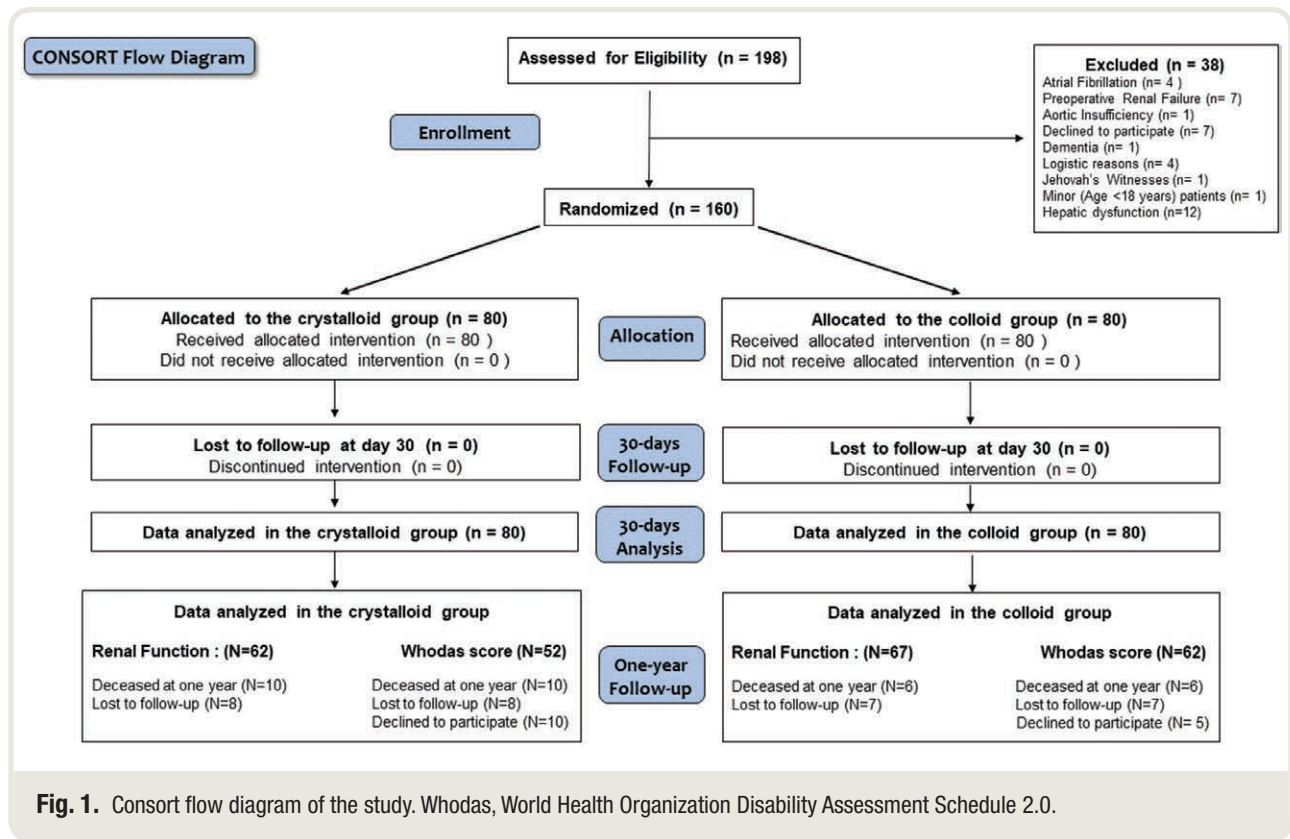 CONSORT Flow Diagram
Assessed for Eligibility (n = 198)
Excluded (n = 38)
Atrial Fibrillation (n= 4 )
Preoperative Renal Failure (n= 7)
Aortic Insufficiency (n= 1)
Declined to participate (n= 7)
Dementia (n= 1)
Logistic reasons (n= 4)
Jehovah's Witnesses (n= 1)
Minor (Age <18 years) patients (n= 1)
Hepatic dysfunction (n=12)
Enrollment
Randomized (n = 160)
Allocated to the crystalloid group (n = 80)
Received allocated intervention (n = 80 )
Did not receive allocated intervention (n = 0 )
Allocation
Allocated to the colloid group (n = 80)
Received allocated intervention (n = 80 )
Did not receive allocated intervention (n = 0 )
Lost to follow-up at day 30 (n = 0)
Discontinued intervention (n = 0)
30-days
Follow-up
Lost to follow-up at day 30 (n = 0)
Discontinued intervention (n = 0)
Data analyzed in the crystalloid group (n = 80)
30-days
Analysis
Data analyzed in the colloid group (n = 80)
Data analyzed in the crystalloid group
Renal Function : (N=62)
Deceased at one year (N=10)
Lost to follow-up (N=8)
Whodas score (N=52)
Deceased at one year (N=10)
Lost to follow-up (N=8)
Declined to participate (N=10)
One-year
Follow-up
Data analyzed in the colloid group
Renal Function : (N=67)
Deceased at one year (N=6)
Lost to follow-up (N=7)
Whodas score (N=62)
Deceased at one year (N=6)
Lost to follow-up (N=7)
Declined to participate (N= 5)
Fig. 1. Consort flow diagram of the study. Whodas, World Health Organization Disability Assessment Schedule 2.0.